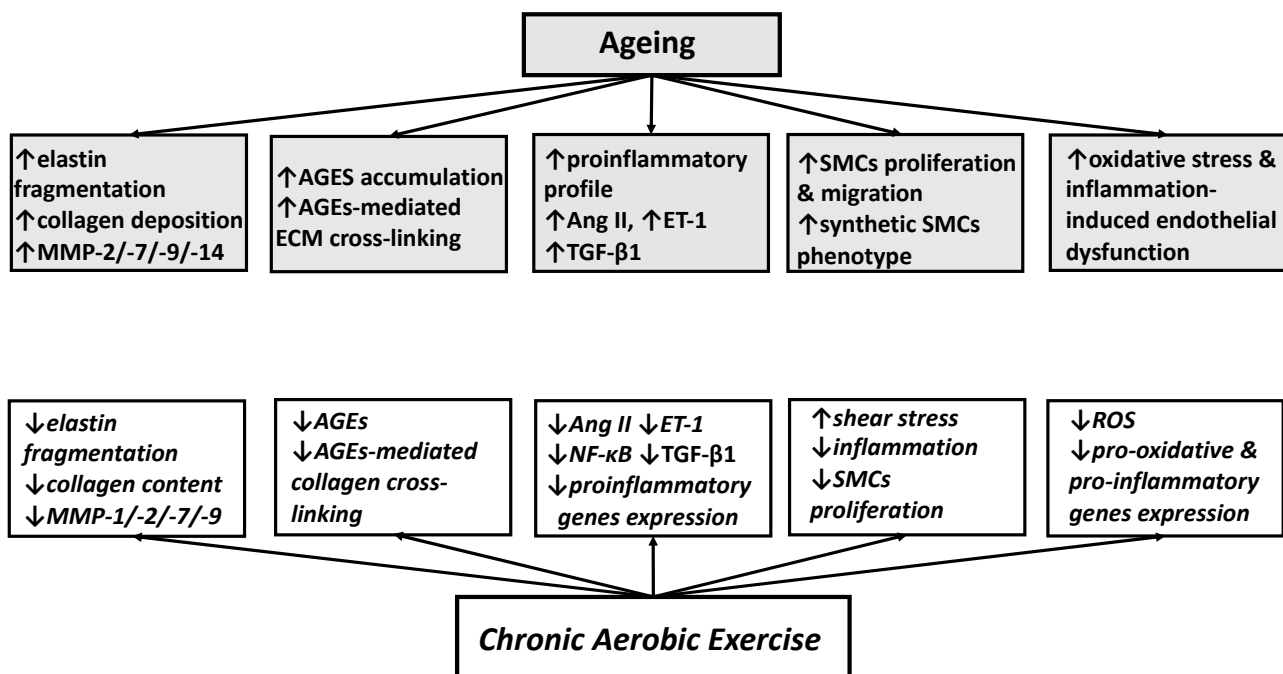 Ageing
↑elastin
fragmentation
↑collagen deposition
↑MMP-2/-7/-9/-14
↑AGES accumulation
↑AGEs-mediated
ECM cross-linking
↑proinflammatory
profile
↑Ang II, ↑ET-1
↑TGF-β1
↑SMCs proliferation
& migration
↑synthetic SMCs
phenotype
↑oxidative stress &
inflammation-
induced endothelial
dysfunction
↓elastin
fragmentation
↓collagen content
↓MMP-1/-2/-7/-9
↓AGEs
↓AGEs-mediated
collagen cross-
linking
↓Ang II ↓ET-1
↓NF-κB ↓TGF-β1
↓proinflammatory
genes expression
↑shear stress
↓inflammation
↓SMCs
proliferation
↓ROS
↓pro-oxidative &
pro-inflammatory
genes expression
Chronic Aerobic Exercise